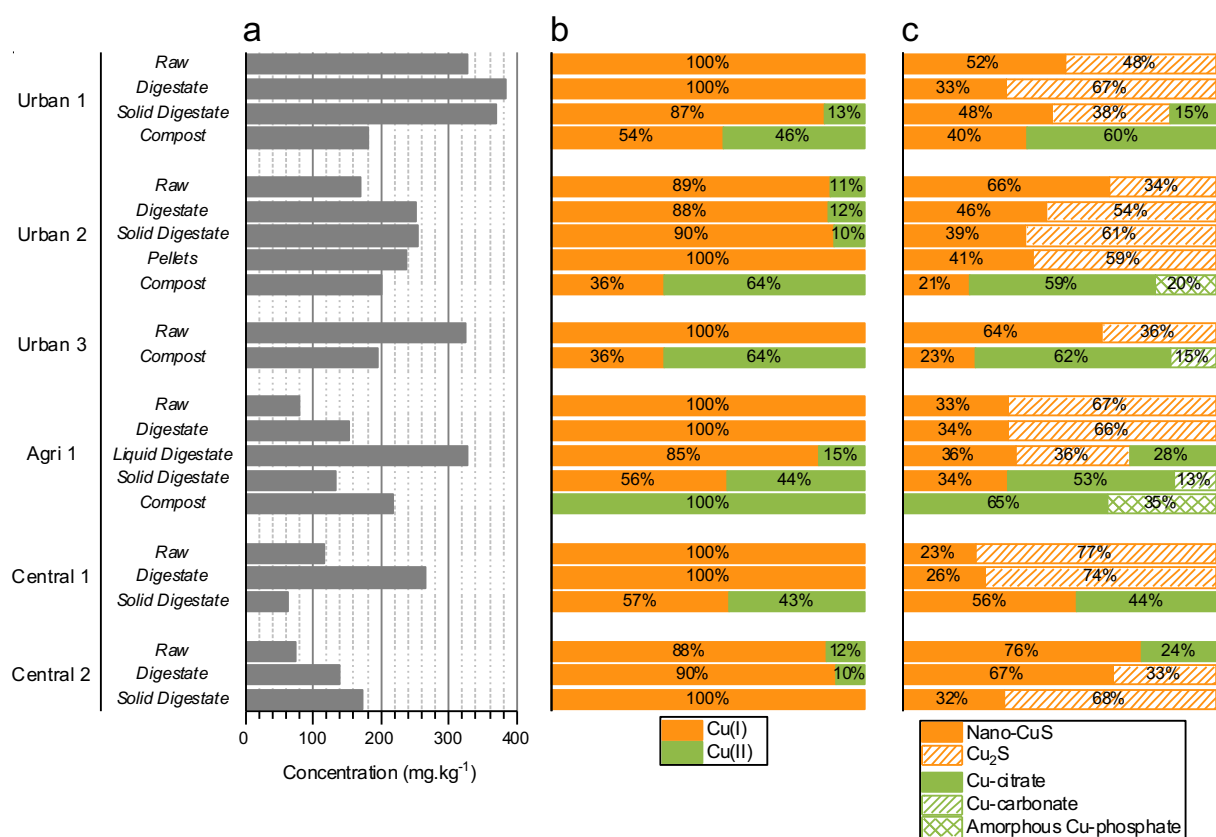 a b c
Raw 100% 52% 48%
Digestate 100% 33% 67%
Urban 1
Solid Digestate 87% 13% 48% 38% 15%
Compost 54% 46% 40% 60%
Raw 89% 11% 66% 34%
Digestate 88% 12% 46% 54%
Urban 2 Solid Digestate 90% 10% 39% 61%
Pellets 100% 41% 59%
Compost 36% 64% 21% 59% 20%
Urban 3
Raw 100% 64% 36%
Compost 36% 64% 23% 62% 15%
Raw 100% 33% 67%
Digestate 100% 34% 66%
Agri 1 Liquid Digestate 85% 15% 36% 36% 28%
Solid Digestate 56% 44% 34% 53% 13%
Compost 100% 65% 35%
Raw 100% 23% 77%
Central 1 Digestate 100% 26% 74%
Solid Digestate 57% 43% 56% 44%
Raw 88% 12% 76% 24%
Central 2 Digestate 90% 10% 67% 33%
Solid Digestate 100% 32% 68%
0 100 200 300 400
Concentration (mg.kg⁻¹)
Cu(I)
Cu(II)
Nano-CuS
Cu₂S
Cu-citrate
Cu-carbonate
Amorphous Cu-phosphate